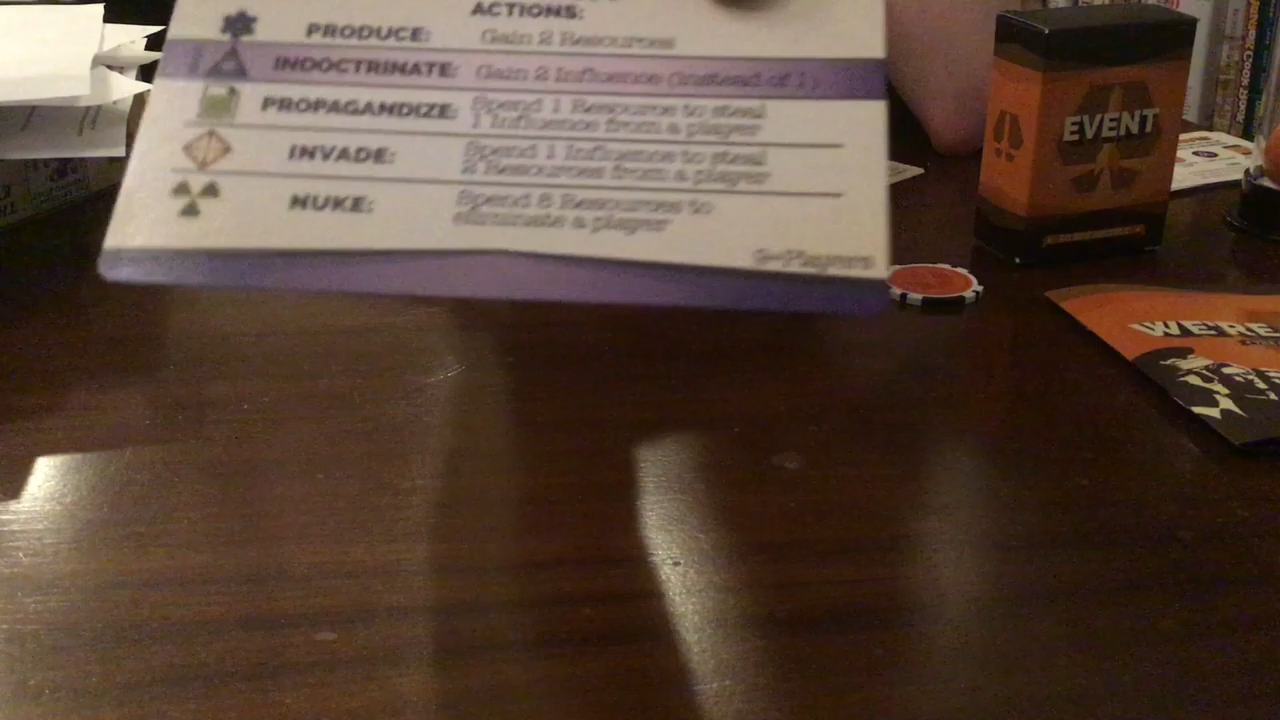 ACTIONS:
PRODUCE: Gain 2 Resources
INDOCTRINATE: Gain 2 Influence (instead of 1)
PROPAGANDIZE: Spend 1 Resource to steal
1 Influence from a player
INVADE: Spend 1 Influence to steal
2 Resources from a player
NUKE: Spend 8 Resources to
eliminate a player
EVENT
WE'RE